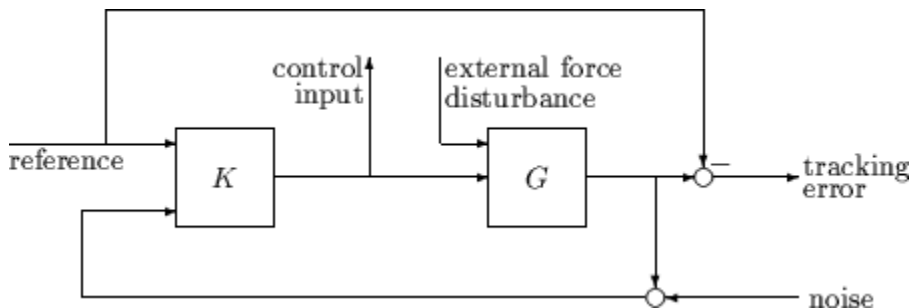 control
input
external force
disturbance
reference
K
G
−
tracking
error
noise